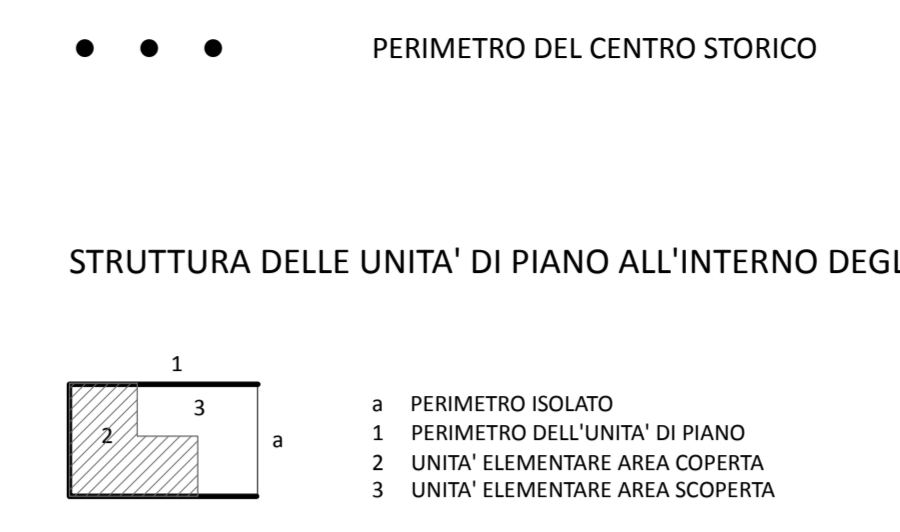 PERIMETRO DEL CENTRO STORICO
STRUTTURA DELLE UNITA' DI PIANO ALL'INTERNO DEGL
1
3
2
a
a PERIMETRO ISOLATO
1 PERIMETRO DELL'UNITA' DI PIANO
2 UNITA' ELEMENTARE AREA COPERTA
3 UNITA' ELEMENTARE AREA SCOPERTA